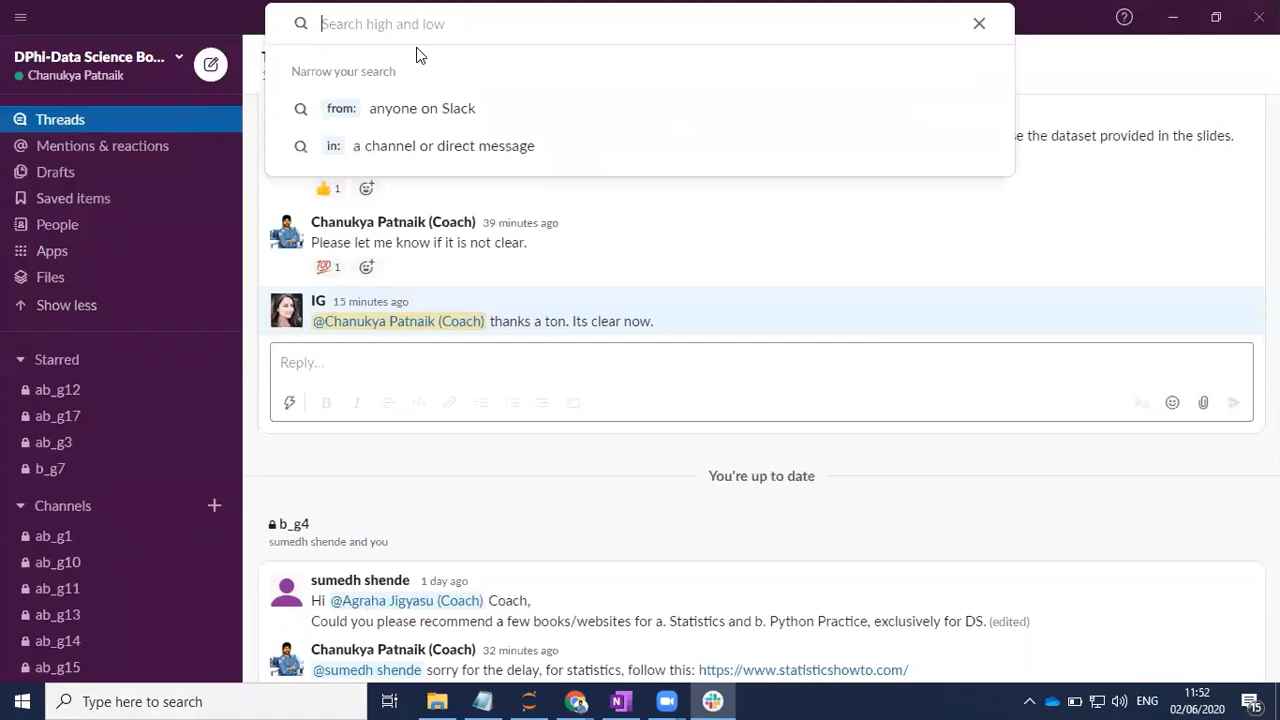 Search high and low
DPhi-Data Science Bo...
Chanukya Patnaik
Narrow your search
from: anyone on Slack
in: a channel or direct message
Threads
Mentions & reactions
Drafts
Saved items
People
Apps
Files
Show less
Starred
ab_g12
ab_g17
ab_g3
b_g7
Channels
ab_g1
ab_g10
ab_g11
ab_g13
ab_g14
ab_g15
se the dataset provided in the slides.
1
Chanukya Patnaik (Coach) 39 minutes ago
Please let me know if it is not clear.
100 1
IG 15 minutes ago
@Chanukya Patnaik (Coach) thanks a ton. Its clear now.
Reply...
You're up to date
b_g4
sumedh shende and you
sumedh shende 1 day ago
Hi @Agraha Jigyasu (Coach) Coach,
Could you please recommend a few books/websites for a. Statistics and b. Python Practice, exclusively for DS. (edited)
Chanukya Patnaik (Coach) 32 minutes ago
@sumedh shende sorry for the delay, for statistics, follow this: https://www.statisticshowto.com/
Type here to search
ENG
11:52
02/06/2020
15